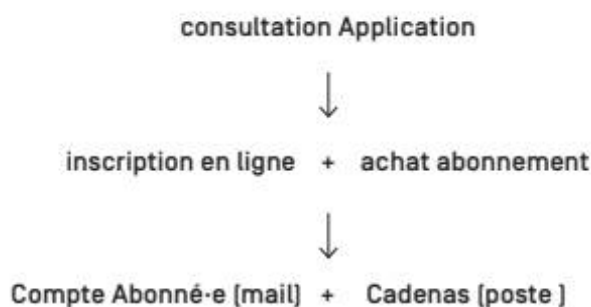 consultation Application
↓
inscription en ligne + achat abonnement
↓
Compte Abonné·e (mail) + Cadenas (poste )